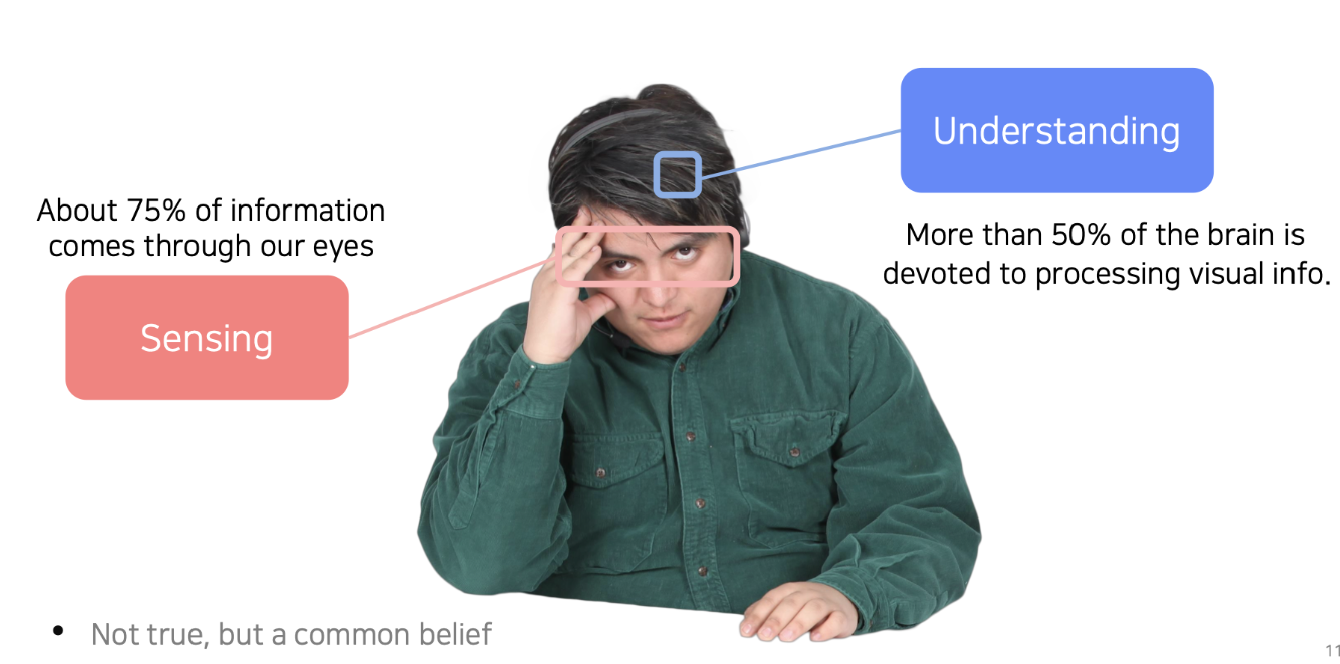 About 75% of information
comes through our eyes
Sensing
Understanding
More than 50% of the brain is
devoted to processing visual info.
• Not true, but a common belief
11